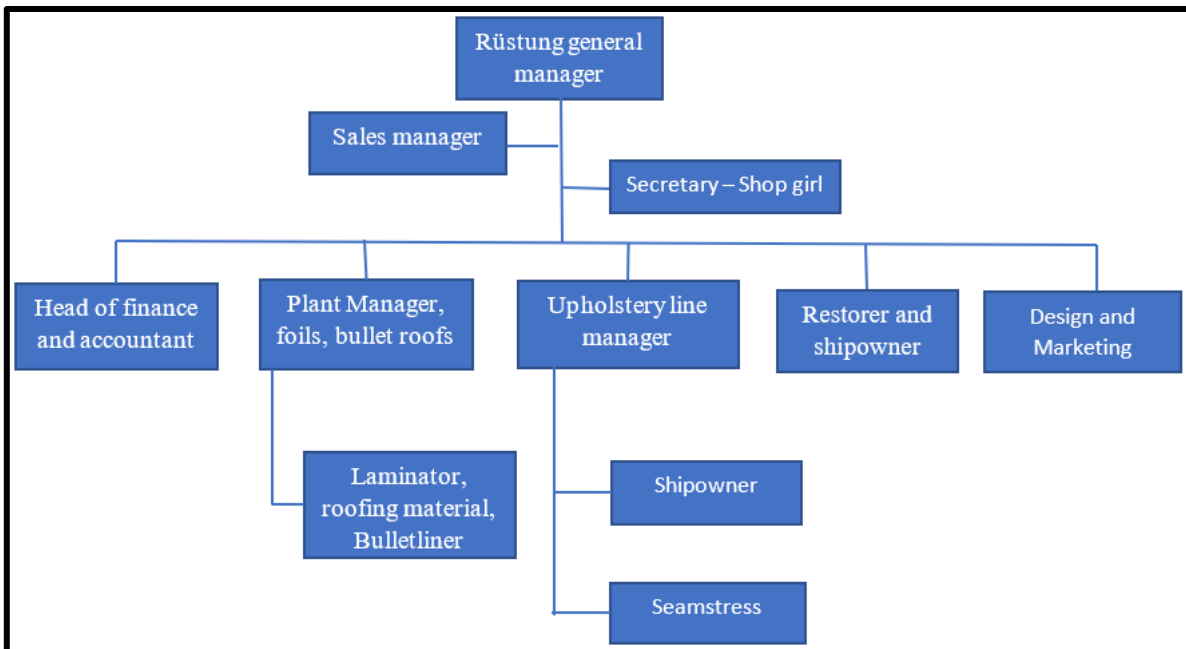 Rüstung general
manager
Sales manager
Secretary – Shop girl
Head of finance
and accountant
Plant Manager,
foils, bullet roofs
Upholstery line
manager
Restorer and
shipowner
Design and
Marketing
Laminator,
roofing material,
Bulletliner
Shipowner
Seamstress